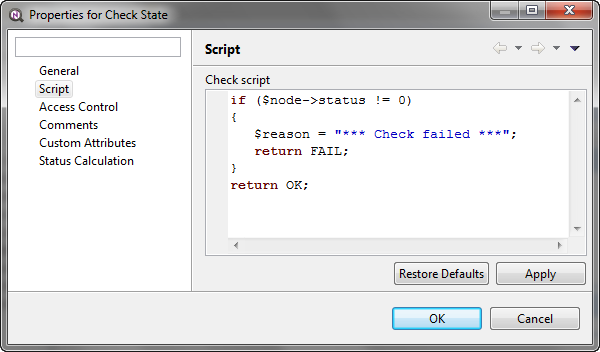 Properties for Check State
General
Script
Access Control
Comments
Custom Attributes
Status Calculation
Script
Check script
if ($node->status != 0)
{
   $reason = "*** Check failed ***";
   return FAIL;
}
return OK;
Restore Defaults
Apply
OK
Cancel